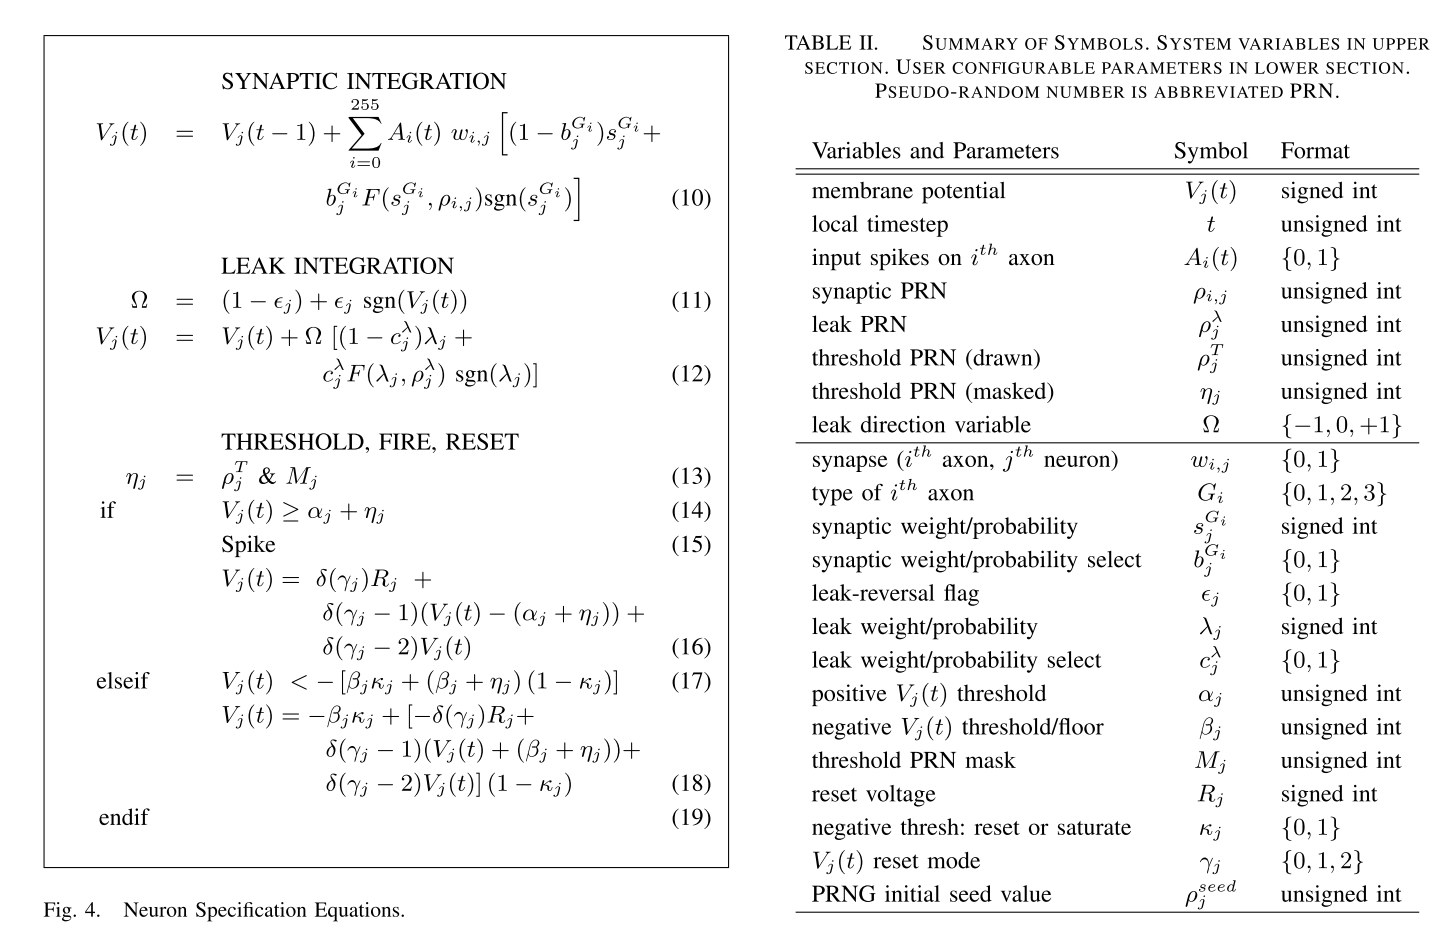 SYNAPTIC INTEGRATION
V_j(t) = V_j(t − 1) + \sum_{i=0}^{255} A_i(t) w_{i,j} [(1 − b_j^{G_i})s_j^{G_i} +
b_j^{G_i} F(s_j^{G_i}, ρ_{i,j})sgn(s_j^{G_i})] (10)
LEAK INTEGRATION
Ω = (1 − ϵ_j) + ϵ_j sgn(V_j(t)) (11)
V_j(t) = V_j(t) + Ω [(1 − c_j^λ)λ_j +
c_j^λ F(λ_j, ρ_j^λ) sgn(λ_j)] (12)
THRESHOLD, FIRE, RESET
η_j = ρ_j^T & M_j (13)
if V_j(t) ≥ α_j + η_j (14)
Spike (15)
V_j(t) = δ(γ_j)R_j +
δ(γ_j − 1)(V_j(t) − (α_j + η_j)) +
δ(γ_j − 2)V_j(t) (16)
elseif V_j(t) < − [β_jκ_j + (β_j + η_j) (1 − κ_j)] (17)
V_j(t) = −β_jκ_j + [−δ(γ_j)R_j+
δ(γ_j − 1)(V_j(t) + (β_j + η_j))+
δ(γ_j − 2)V_j(t)] (1 − κ_j) (18)
endif (19)
Fig. 4. Neuron Specification Equations.
TABLE II. SUMMARY OF SYMBOLS. SYSTEM VARIABLES IN UPPER
SECTION. USER CONFIGURABLE PARAMETERS IN LOWER SECTION.
PSEUDO-RANDOM NUMBER IS ABBREVIATED PRN.
Variables and Parameters Symbol Format
membrane potential V_j(t) signed int
local timestep t unsigned int
input spikes on i^{th} axon A_i(t) {0, 1}
synaptic PRN ρ_{i,j} unsigned int
leak PRN ρ_j^λ unsigned int
threshold PRN (drawn) ρ_j^T unsigned int
threshold PRN (masked) η_j unsigned int
leak direction variable Ω {−1, 0, +1}
synapse (i^{th} axon, j^{th} neuron) w_{i,j} {0, 1}
type of i^{th} axon G_i {0, 1, 2, 3}
synaptic weight/probability s_j^{G_i} signed int
synaptic weight/probability select b_j^{G_i} {0, 1}
leak-reversal flag ϵ_j {0, 1}
leak weight/probability λ_j signed int
leak weight/probability select c_j^λ {0, 1}
positive V_j(t) threshold α_j unsigned int
negative V_j(t) threshold/floor β_j unsigned int
threshold PRN mask M_j unsigned int
reset voltage R_j signed int
negative thresh: reset or saturate κ_j {0, 1}
V_j(t) reset mode γ_j {0, 1, 2}
PRNG initial seed value ρ_j^{seed} unsigned int